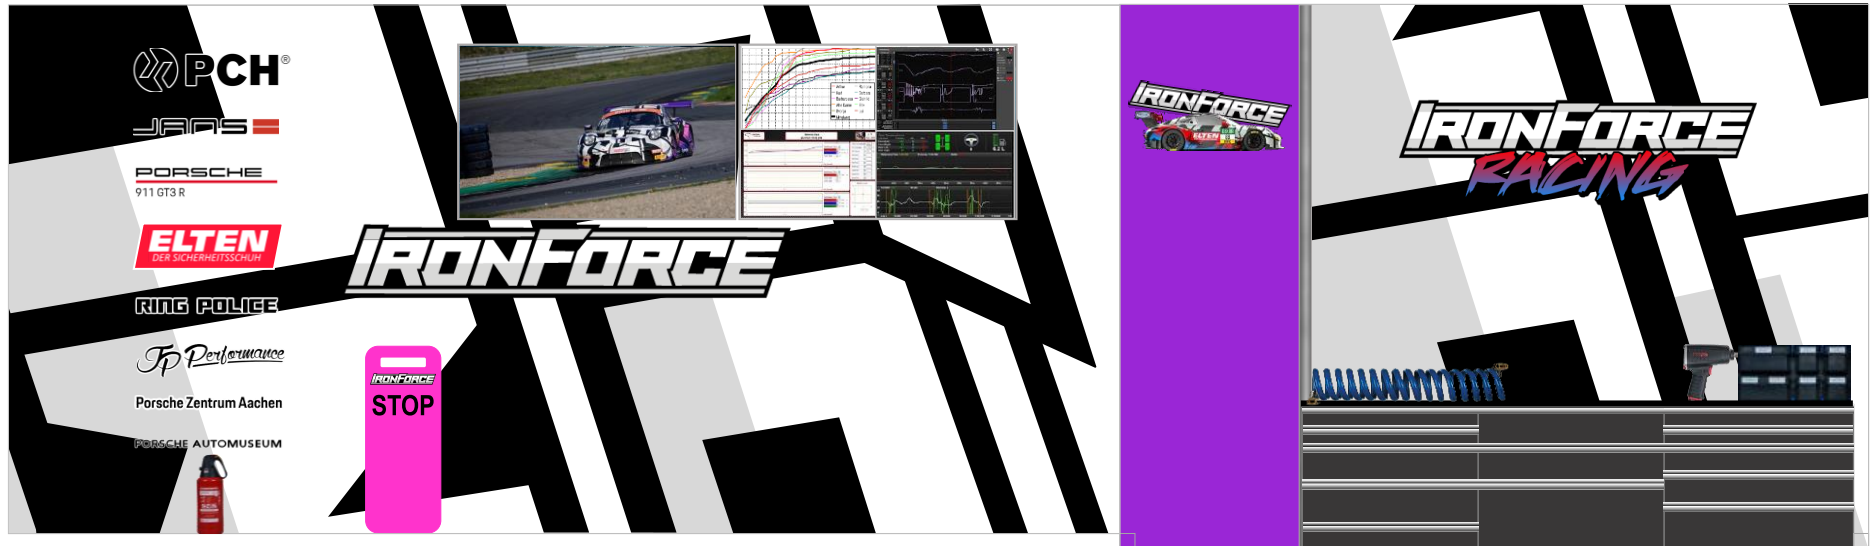 PCH®
JANS
PORSCHE
911 GT3 R
ELTEN
DER SICHERHEITSSCHUH
RING POLICE
JP Performance
Porsche Zentrum Aachen
PORSCHE AUTOMUSEUM
IRONFORCE
IRONFORCE
STOP
IRONFORCE
ELTEN
IRONFORCE
RACING